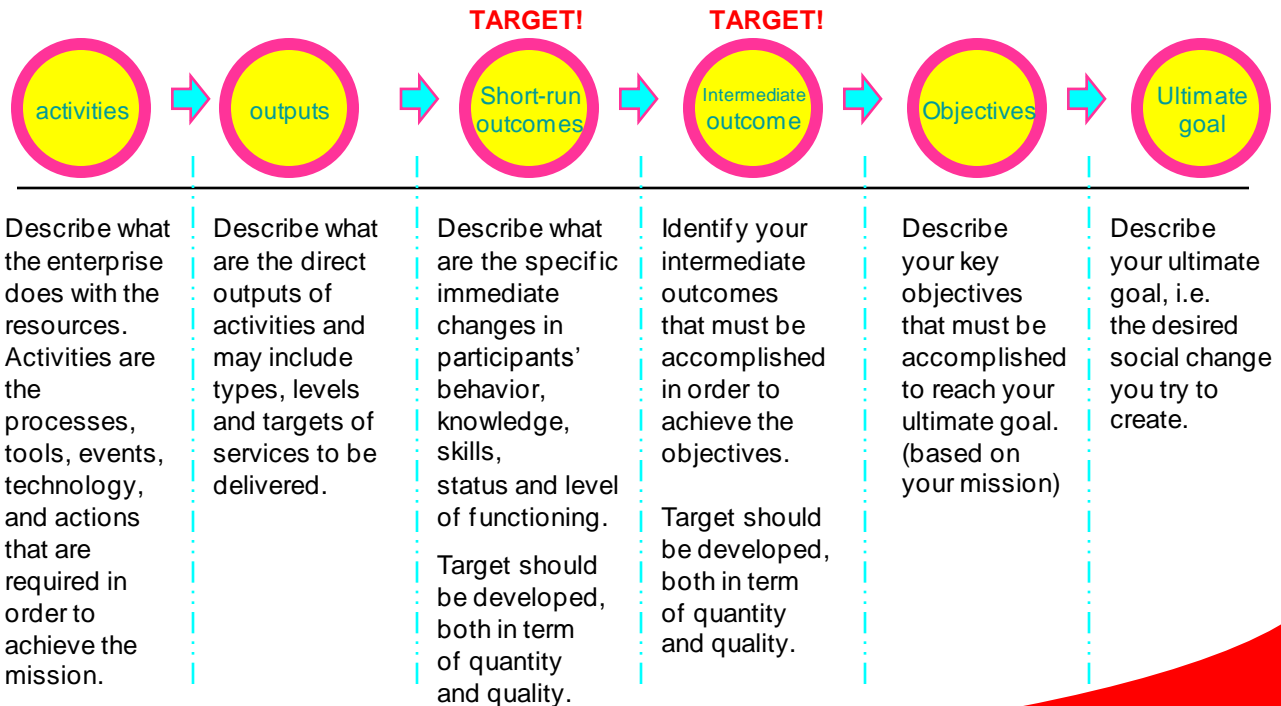 TARGET!
TARGET!
activities
outputs
Short-run
outcomes
Intermediate
outcome
Objectives
Ultimate
goal
Describe what
the enterprise
does with the
resources.
Activities are
the
processes,
tools, events,
technology,
and actions
that are
required in
order to
achieve the
mission.
Describe what
are the direct
outputs of
activities and
may include
types, levels
and targets of
services to be
delivered.
Describe what
are the specific
immediate
changes in
participants’
behavior,
knowledge,
skills,
status and level
of functioning.
Target should
be developed,
both in term
of quantity
and quality.
Identify your
intermediate
outcomes
that must be
accomplished
in order to
achieve the
objectives.
Target should
be developed,
both in term
of quantity
and quality.
Describe
your key
objectives
that must be
accomplished
to reach your
ultimate goal.
(based on
your mission)
Describe
your ultimate
goal, i.e.
the desired
social change
you try to
create.